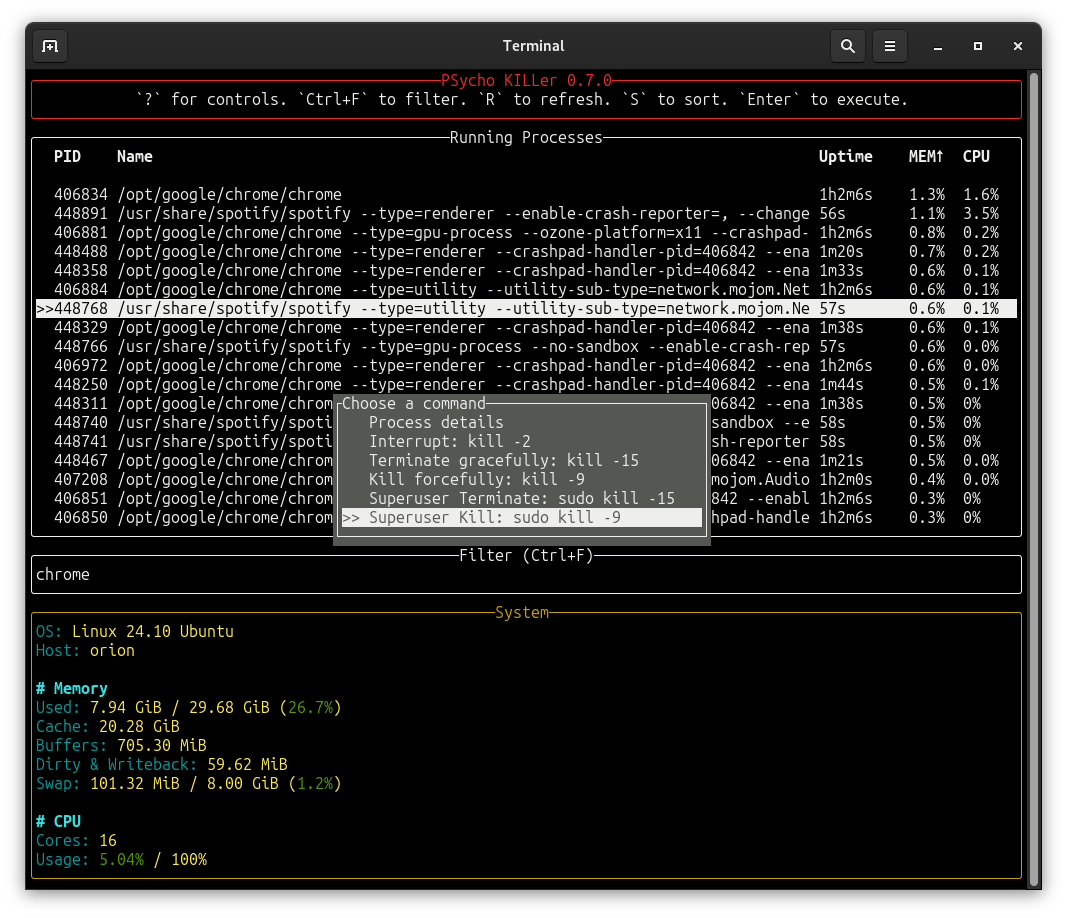 Terminal
PSycho KILLer 0.7.0
`?` for controls. `Ctrl+F` to filter. `R` to refresh. `S` to sort. `Enter` to execute.
Running Processes
PID Name Uptime MEM↑ CPU
406834 /opt/google/chrome/chrome 1h2m6s 1.3% 1.6%
448891 /usr/share/spotify/spotify --type=renderer --enable-crash-reporter=, --change 56s 1.1% 3.5%
406881 /opt/google/chrome/chrome --type=gpu-process --ozone-platform=x11 --crashpad- 1h2m6s 0.8% 0.2%
448488 /opt/google/chrome/chrome --type=renderer --crashpad-handler-pid=406842 --ena 1m20s 0.7% 0.2%
448358 /opt/google/chrome/chrome --type=renderer --crashpad-handler-pid=406842 --ena 1m33s 0.6% 0.1%
406884 /opt/google/chrome/chrome --type=utility --utility-sub-type=network.mojom.Net 1h2m6s 0.6% 0.1%
>>448768 /usr/share/spotify/spotify --type=utility --utility-sub-type=network.mojom.Ne 57s 0.6% 0.1%
448329 /opt/google/chrome/chrome --type=renderer --crashpad-handler-pid=406842 --ena 1m38s 0.6% 0.1%
448766 /usr/share/spotify/spotify --type=gpu-process --no-sandbox --enable-crash-rep 57s 0.6% 0.0%
406972 /opt/google/chrome/chrome --type=renderer --crashpad-handler-pid=406842 --ena 1h2m6s 0.6% 0.0%
448250 /opt/google/chrome/chrome --type=renderer --crashpad-handler-pid=406842 --ena 1m44s 0.5% 0.1%
448311 /opt/google/chrome/chrom 06842 --ena 1m38s 0.5% 0%
448740 /usr/share/spotify/spoti sandbox --e 58s 0.5% 0%
448741 /usr/share/spotify/spoti sh-reporter 58s 0.5% 0%
448467 /opt/google/chrome/chrom 06842 --ena 1m21s 0.5% 0.0%
407208 /opt/google/chrome/chrom mojom.Audio 1h2m0s 0.4% 0.0%
406851 /opt/google/chrome/chrom 842 --enabl 1h2m6s 0.3% 0%
406850 /opt/google/chrome/chrom hpad-handle 1h2m6s 0.3% 0%
Choose a command
Process details
Interrupt: kill -2
Terminate gracefully: kill -15
Kill forcefully: kill -9
Superuser Terminate: sudo kill -15
>> Superuser Kill: sudo kill -9
Filter (Ctrl+F)
chrome
System
OS: Linux 24.10 Ubuntu
Host: orion
# Memory
Used: 7.94 GiB / 29.68 GiB (26.7%)
Cache: 20.28 GiB
Buffers: 705.30 MiB
Dirty & Writeback: 59.62 MiB
Swap: 101.32 MiB / 8.00 GiB (1.2%)
# CPU
Cores: 16
Usage: 5.04% / 100%